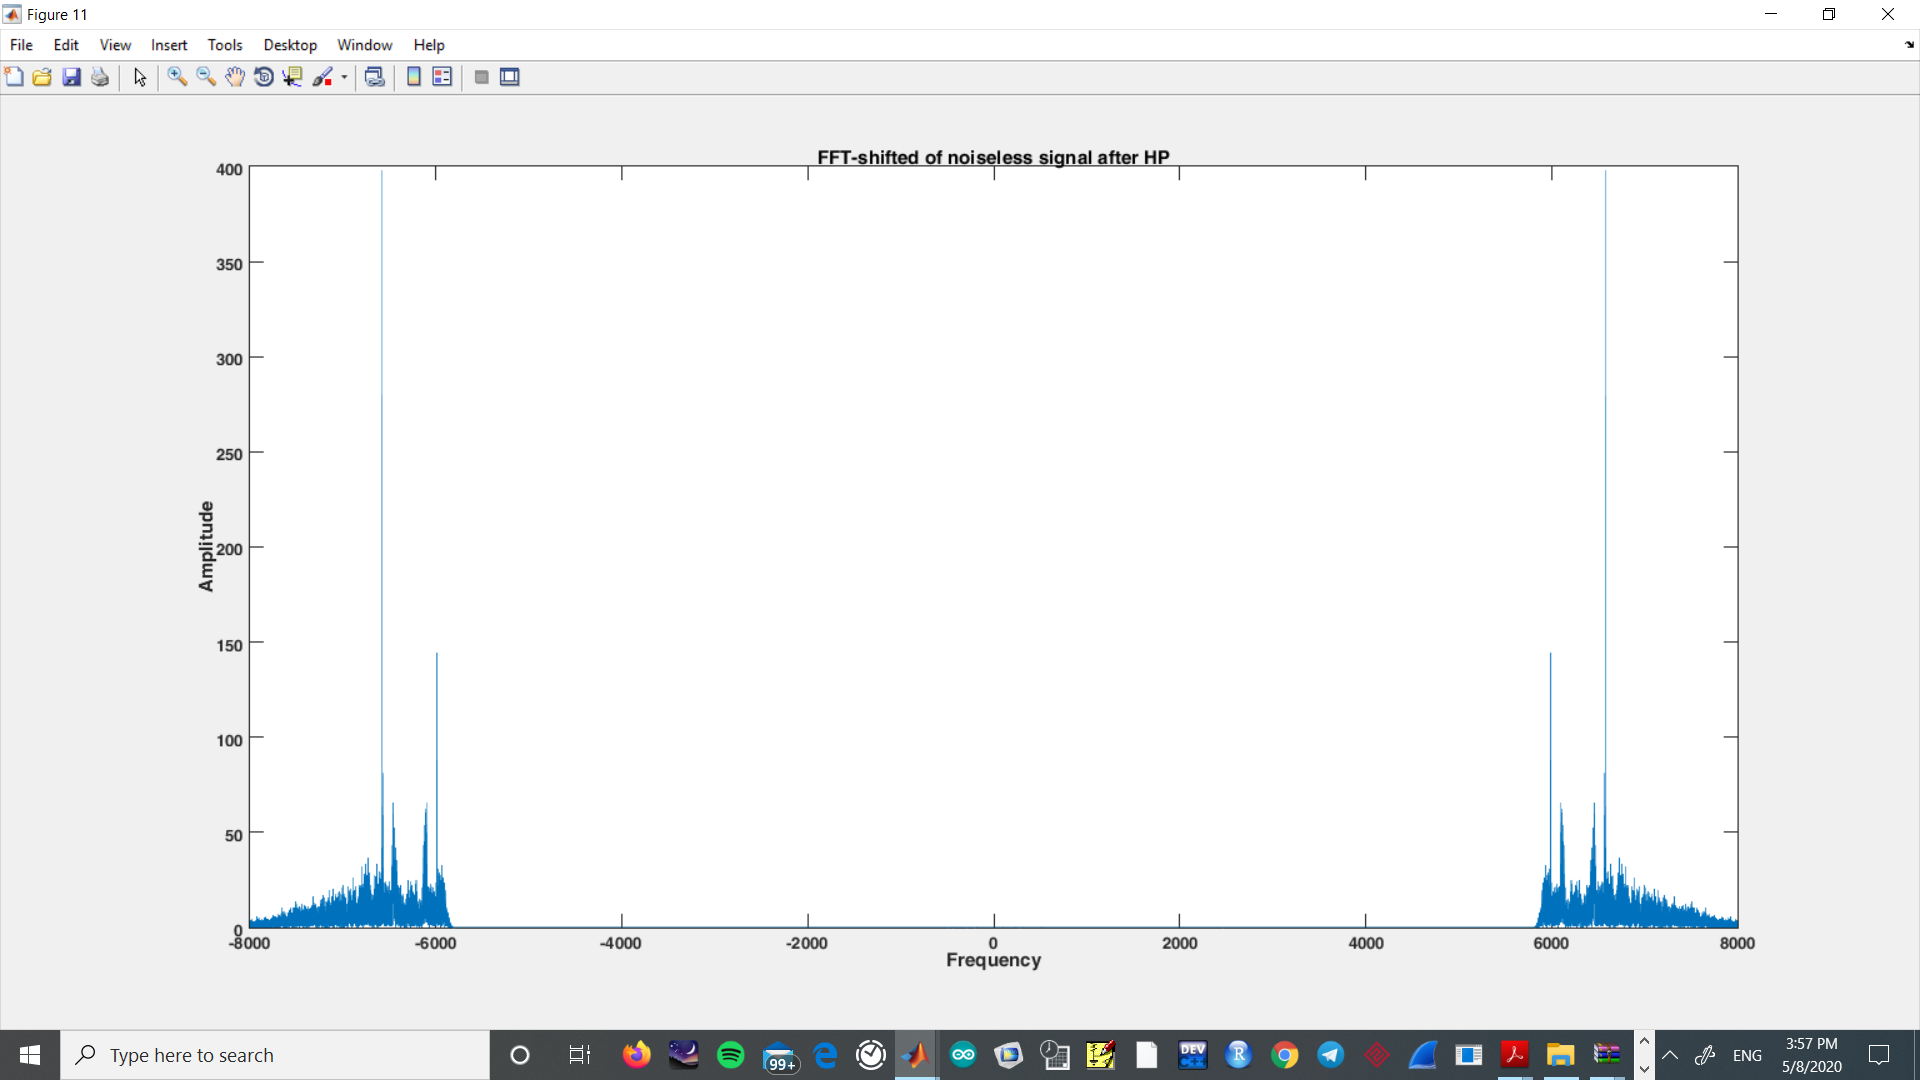 Figure 11
File Edit View Insert Tools Desktop Window Help
FFT-shifted of noiseless signal after HP
400
350
300
250
200
150
100
50
0
Amplitude
-8000 -6000 -4000 -2000 0 2000 4000 6000 8000
Frequency
Type here to search
99+
DEV
C++
R
ENG
3:57 PM
5/8/2020